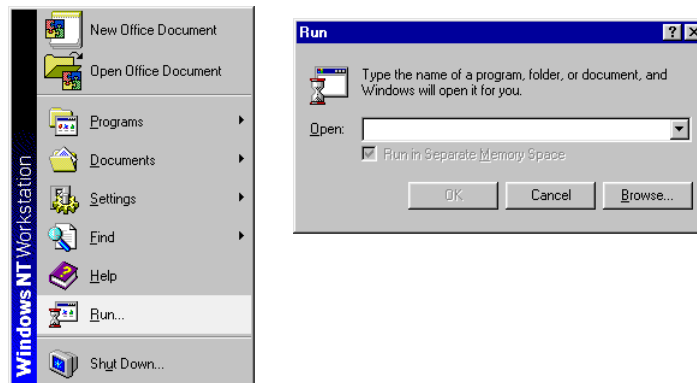 New Office Document
Open Office Document
Programs
Documents
Settings
Find
Help
Run...
Shut Down...
Windows NT Workstation
Run
Type the name of a program, folder, or document, and
Windows will open it for you.
Open:
Run in Separate Memory Space
OK
Cancel
Browse...